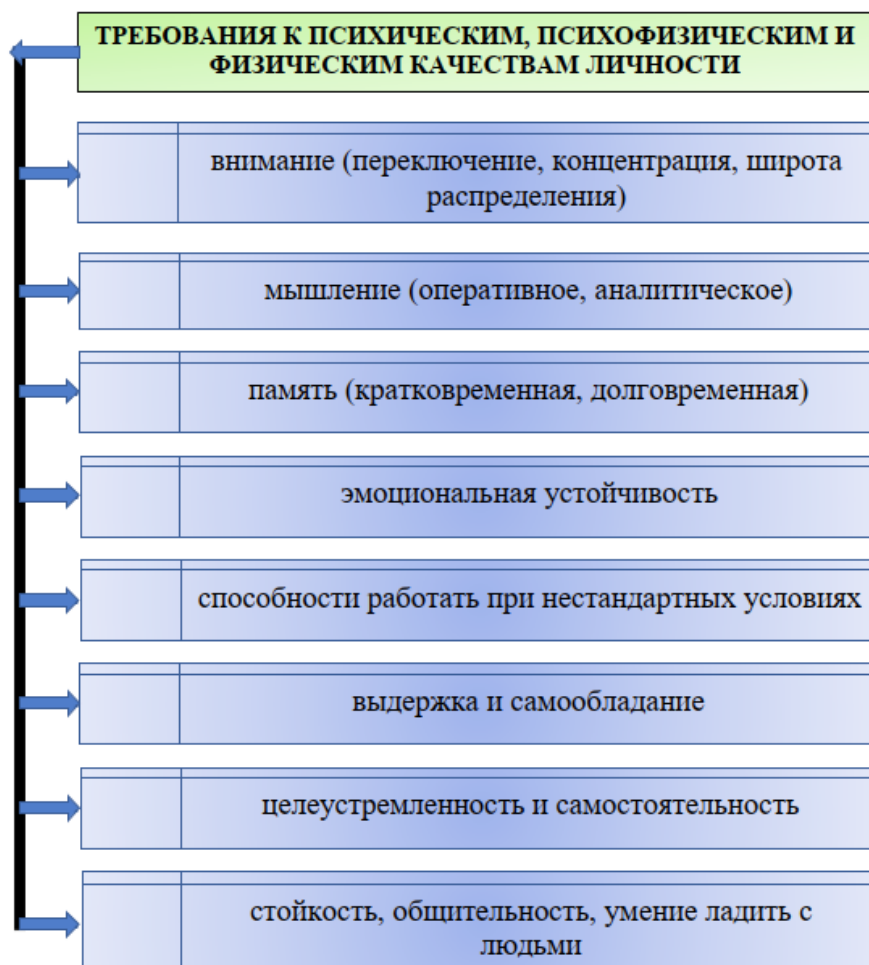 ТРЕБОВАНИЯ К ПСИХИЧЕСКИМ, ПСИХОФИЗИЧЕСКИМ И
ФИЗИЧЕСКИМ КАЧЕСТВАМ ЛИЧНОСТИ
внимание (переключение, концентрация, широта
распределения)
мышление (оперативное, аналитическое)
память (кратковременная, долговременная)
эмоциональная устойчивость
способности работать при нестандартных условиях
выдержка и самообладание
целеустремленность и самостоятельность
стойкость, общительность, умение ладить с
людьми